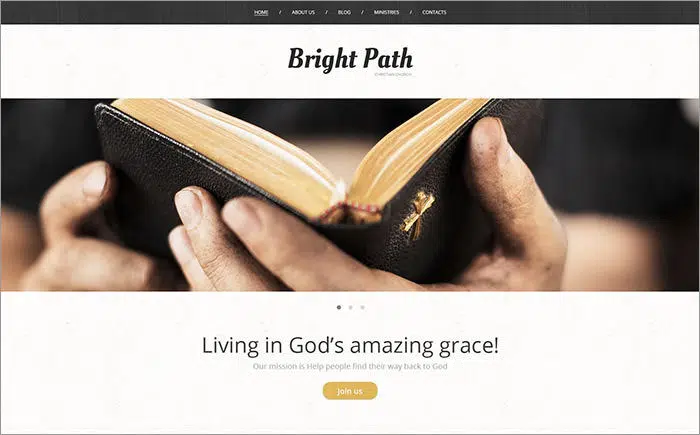 HOME / ABOUT US / BLOG / MINISTRIES / CONTACTS
Bright Path
CHRISTIAN CHURCH
Living in God's amazing grace!
Our mission is Help people find their way back to God
Join us